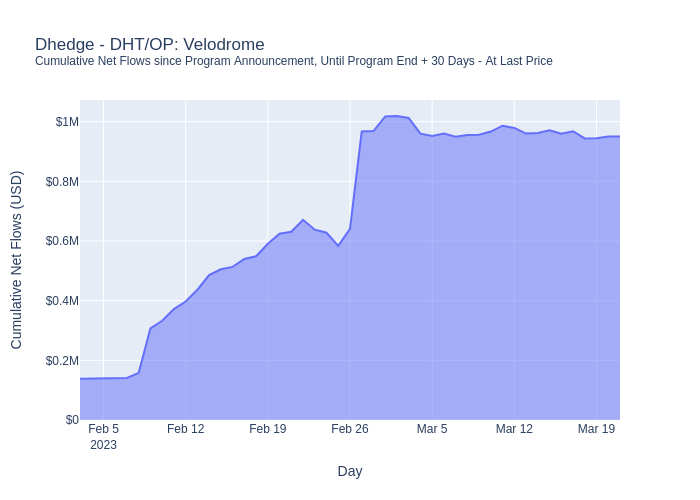 Dhedge - DHT/OP: Velodrome
Cumulative Net Flows since Program Announcement, Until Program End + 30 Days - At Last Price
Cumulative Net Flows (USD)
$1M
$0.8M
$0.6M
$0.4M
$0.2M
$0
Feb 5 Feb 12 Feb 19 Feb 26 Mar 5 Mar 12 Mar 19
2023
Day